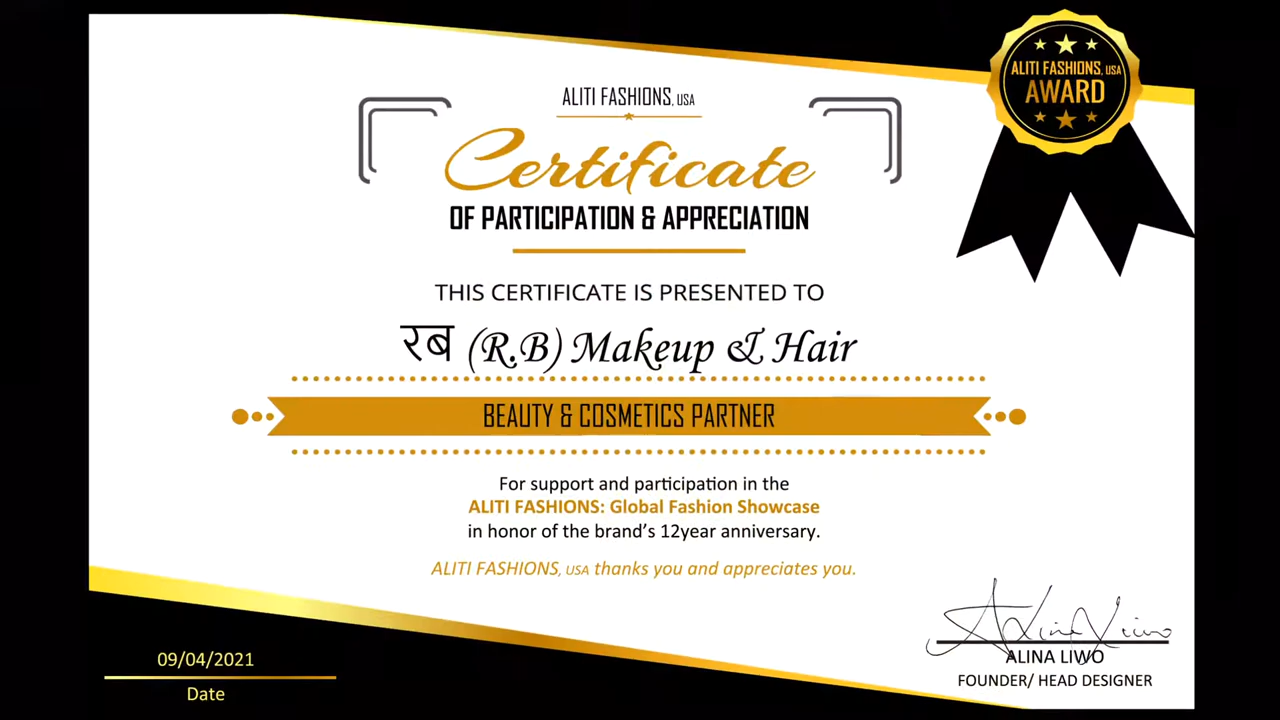 ALITI FASHIONS, USA
AWARD
ALITI FASHIONS, USA
Certificate
OF PARTICIPATION & APPRECIATION
THIS CERTIFICATE IS PRESENTED TO
रब (R.B) Makeup & Hair
BEAUTY & COSMETICS PARTNER
For support and participation in the
ALITI FASHIONS: Global Fashion Showcase
in honor of the brand’s 12year anniversary.
ALITI FASHIONS, USA thanks you and appreciates you.
09/04/2021
Date
Alina Liwo
ALINA LIWO
FOUNDER/ HEAD DESIGNER